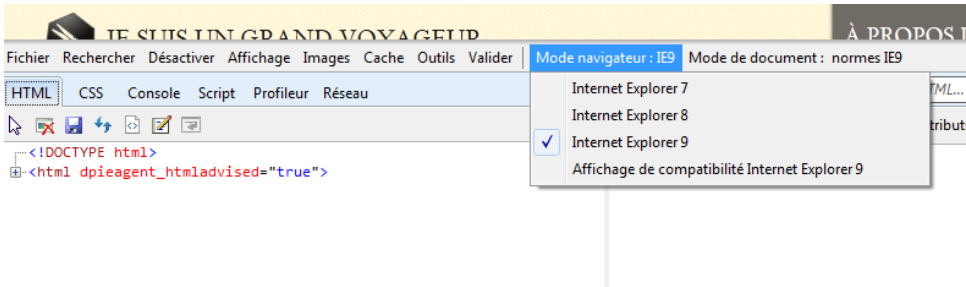 JE SUIS UN GRAND VOYAGEUR
À PROPOS
Fichier Rechercher Désactiver Affichage Images Cache Outils Valider Mode navigateur : IE9 Mode de document : normes IE9
HTML CSS Console Script Profileur Réseau
Internet Explorer 7
Internet Explorer 8
Internet Explorer 9
Affichage de compatibilité Internet Explorer 9
<!DOCTYPE html>
<html dpieagent_htmladvised="true">